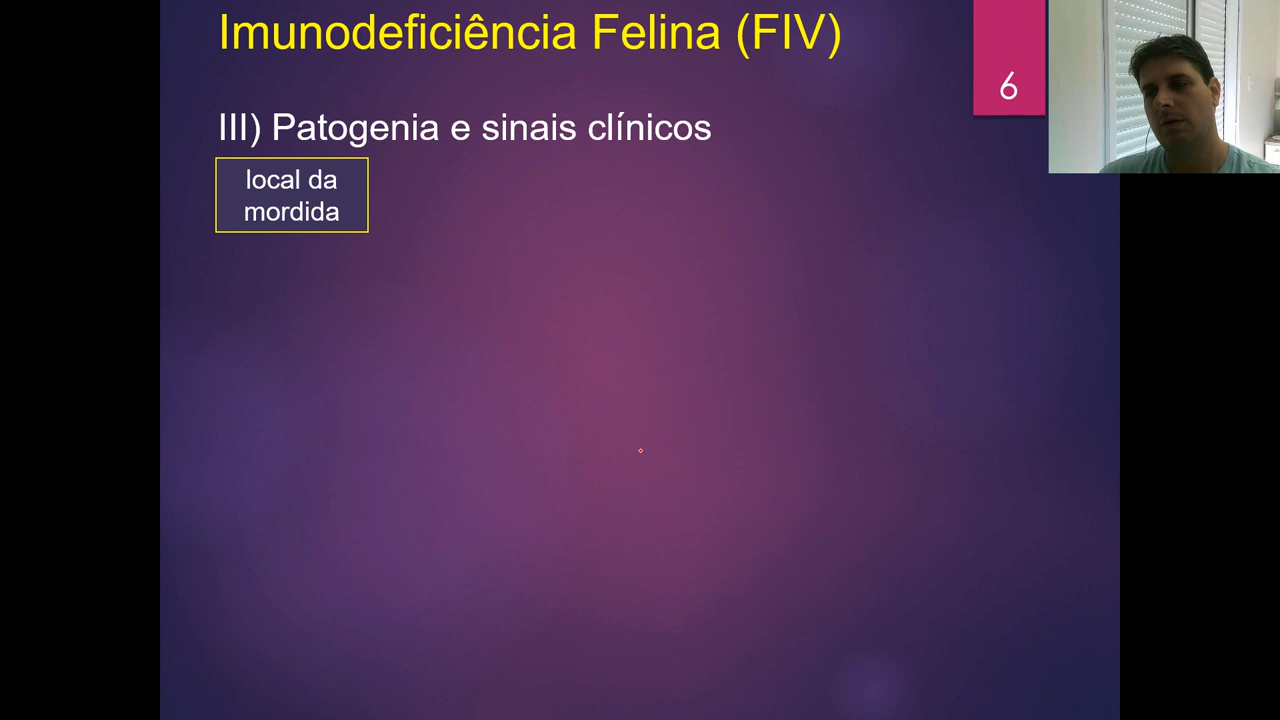 Imunodeficiência Felina (FIV)
6
III) Patogenia e sinais clínicos
local da
mordida